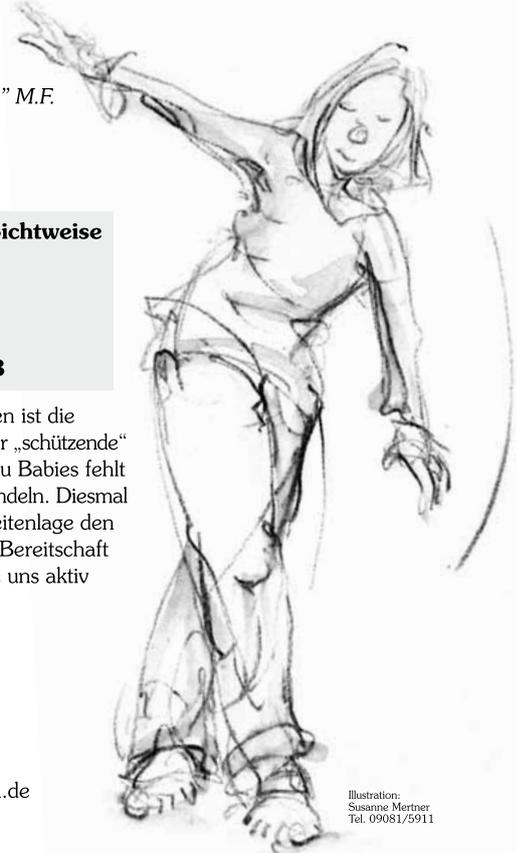 ” M.F.
ichtweise
en ist die
r „schützende“
u Babies fehlt
ndeln. Diesmal
eitenlage den
Bereitschaft
uns aktiv
.de
Illustration:
Susanne Mertner
Tel. 09081/5911